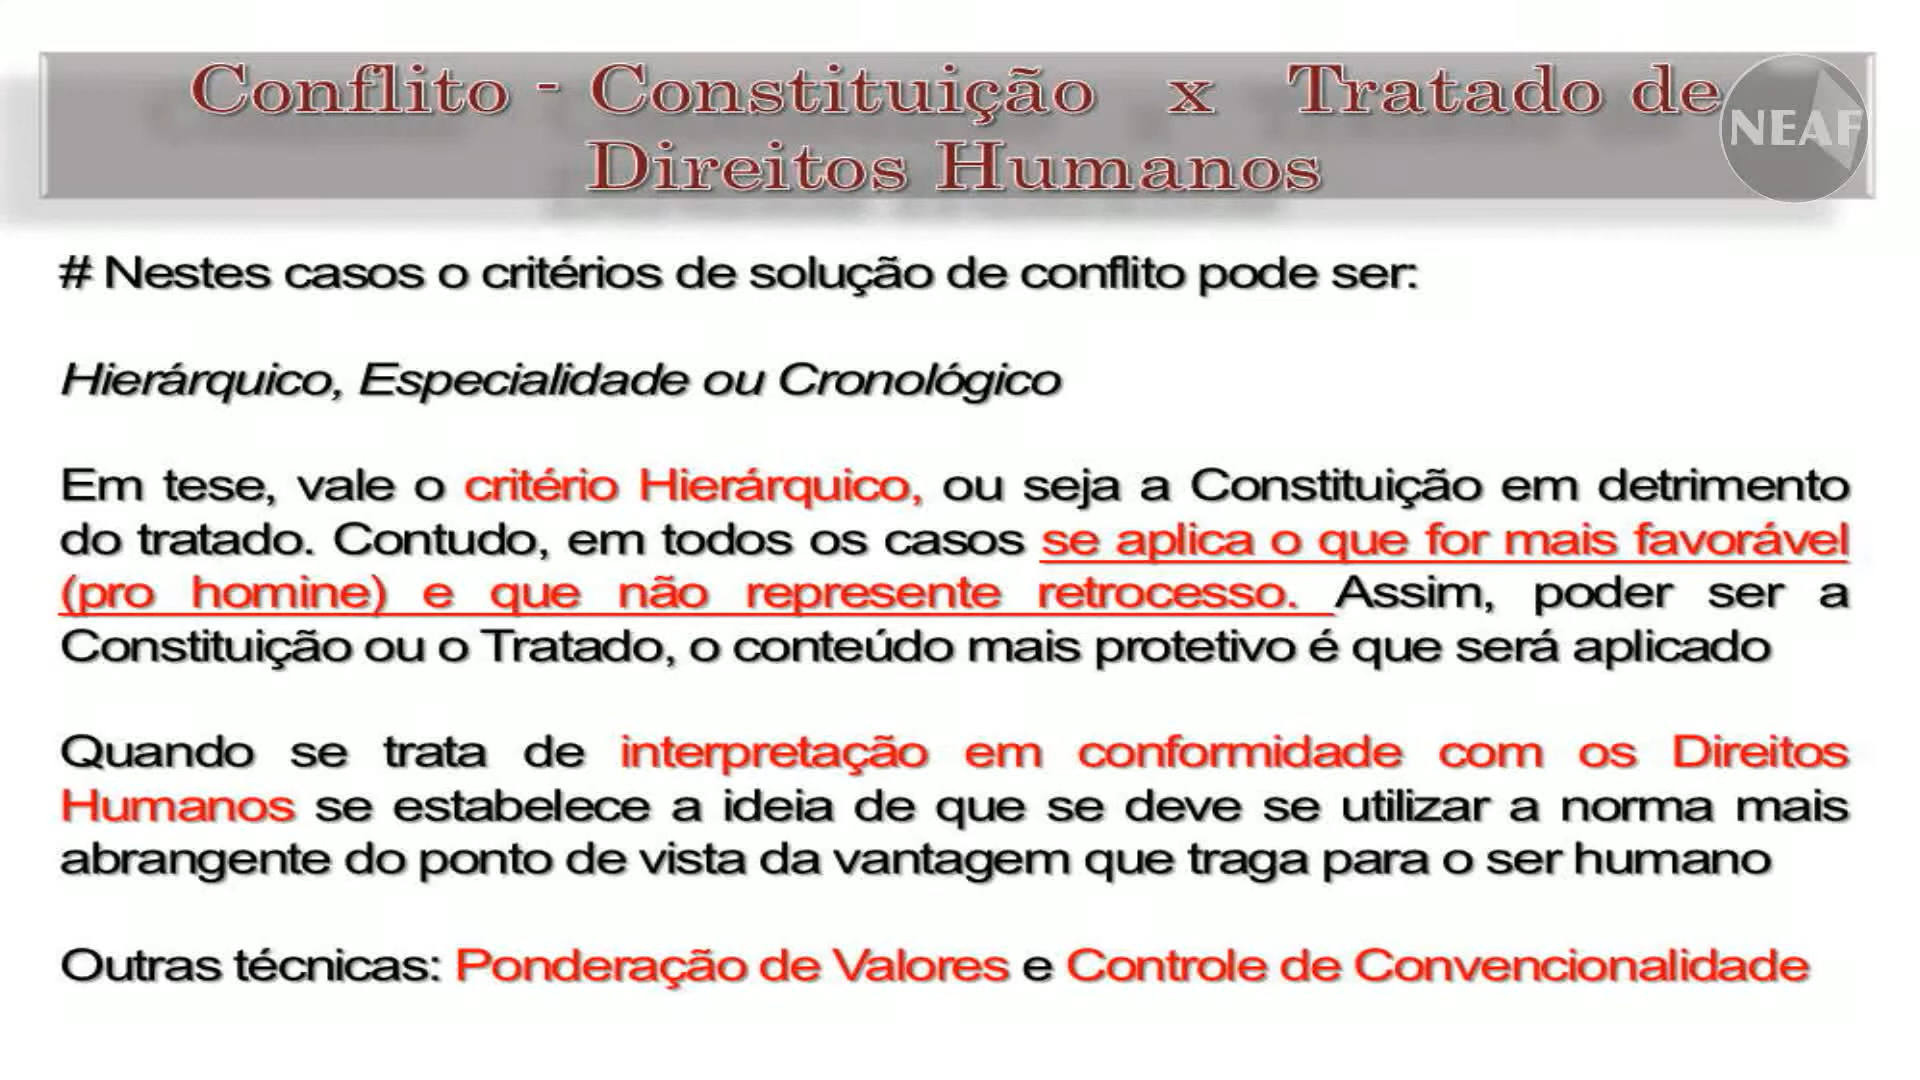 Conflito - Constituição x Tratado de
Direitos Humanos
NEAF
# Nestes casos o critérios de solução de conflito pode ser:
Hierárquico, Especialidade ou Cronológico
Em tese, vale o critério Hierárquico, ou seja a Constituição em detrimento
do tratado. Contudo, em todos os casos se aplica o que for mais favorável
(pro homine) e que não represente retrocesso. Assim, poder ser a
Constituição ou o Tratado, o conteúdo mais protetivo é que será aplicado
Quando se trata de interpretação em conformidade com os Direitos
Humanos se estabelece a ideia de que se deve se utilizar a norma mais
abrangente do ponto de vista da vantagem que traga para o ser humano
Outras técnicas: Ponderação de Valores e Controle de Convencionalidade